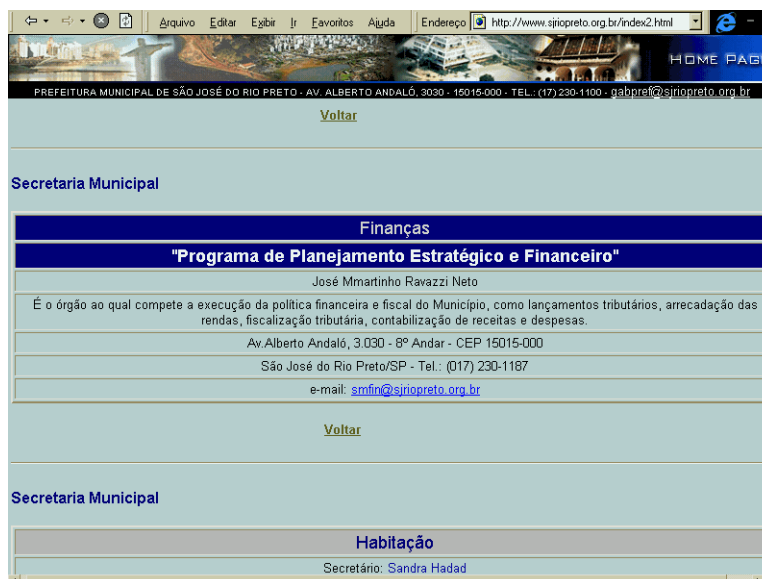 Arquivo Editar Exibir Ir Favoritos Ajuda Endereço http://www.sjriopreto.org.br/index2.html
HOME PAG
PREFEITURA MUNICIPAL DE SÃO JOSÉ DO RIO PRETO - AV. ALBERTO ANDALÓ, 3030 - 15015-000 - TEL.: (17) 230-1100 - gabpref@sjriopreto.org.br
Voltar
Secretaria Municipal
Finanças
"Programa de Planejamento Estratégico e Financeiro"
José Mmartinho Ravazzi Neto
É o órgão ao qual compete a execução da política financeira e fiscal do Município, como lançamentos tributários, arrecadação das
rendas, fiscalização tributária, contabilização de receitas e despesas.
Av.Alberto Andaló, 3.030 - 8º Andar - CEP 15015-000
São José do Rio Preto/SP - Tel.: (017) 230-1187
e-mail: smfin@sjriopreto.org.br
Voltar
Secretaria Municipal
Habitação
Secretário: Sandra Hadad